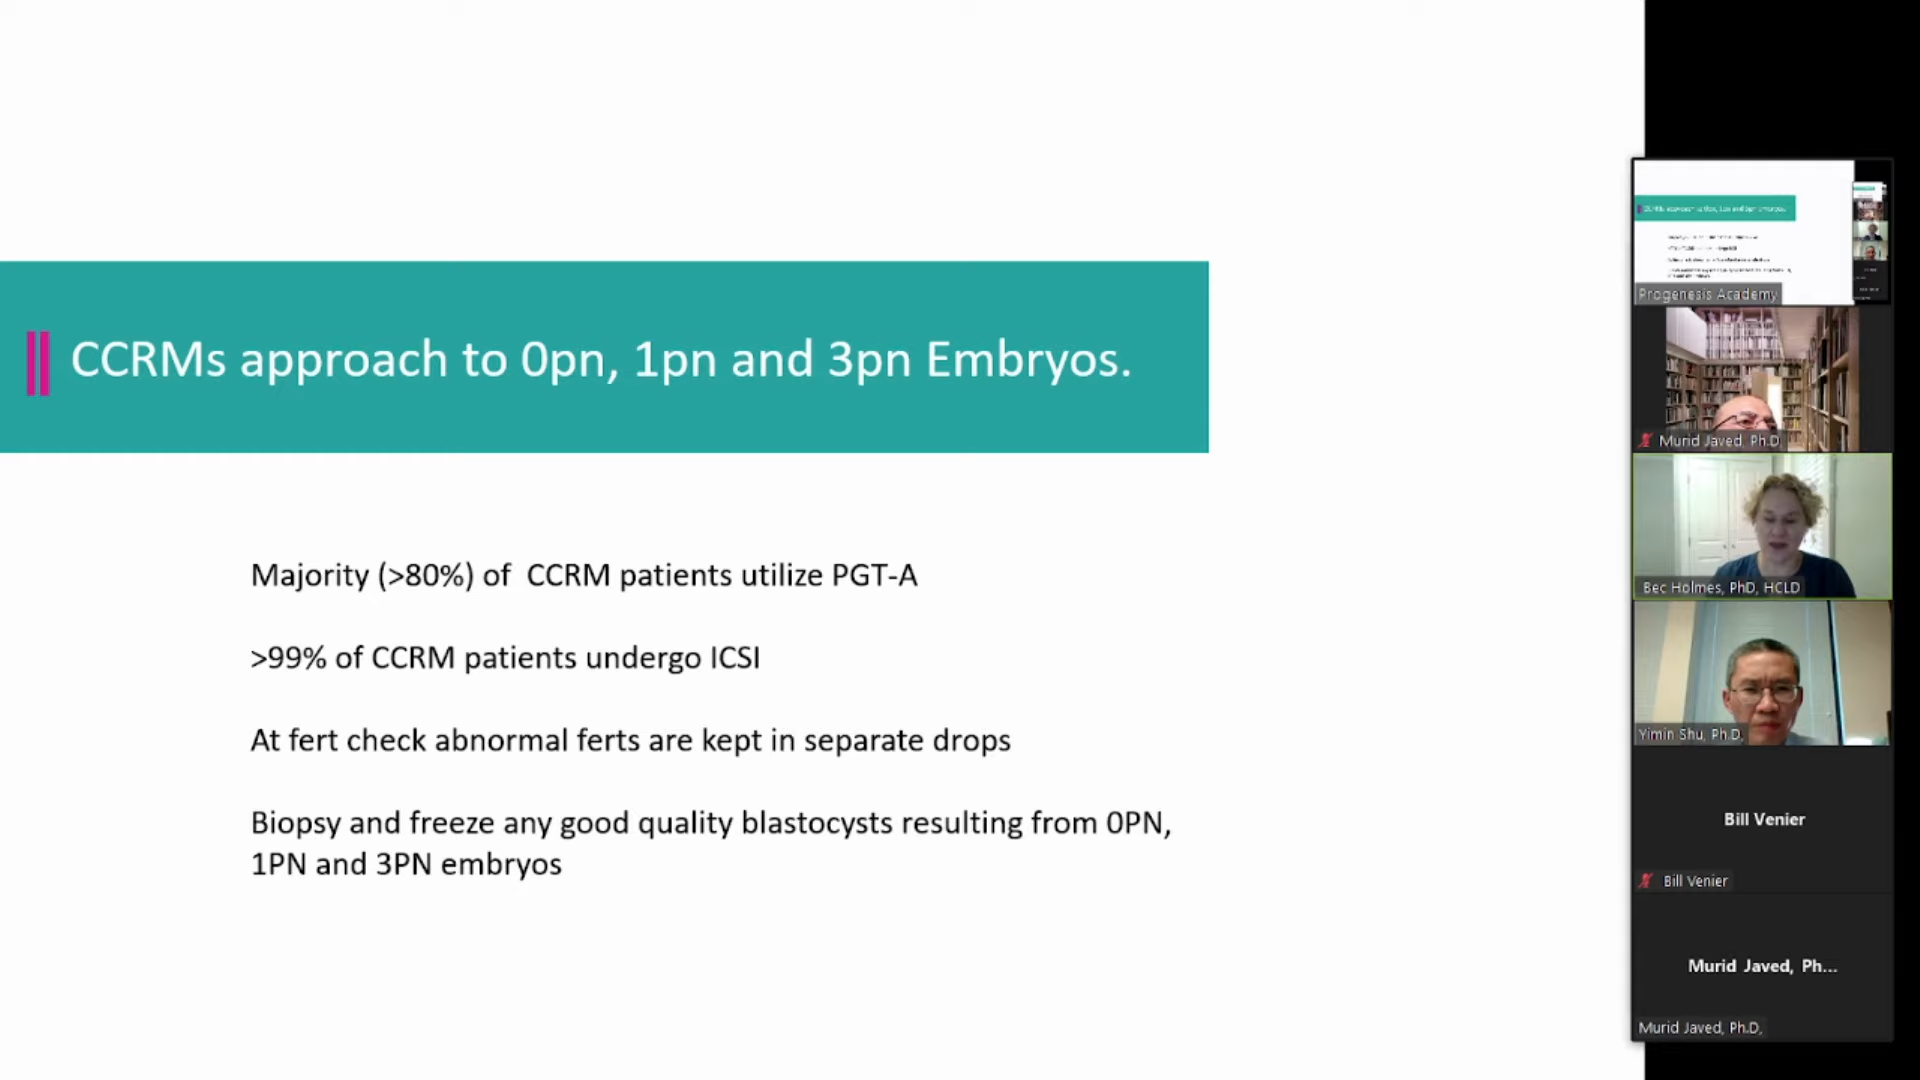 CCRMs approach to 0pn, 1pn and 3pn Embryos.
Majority (>80%) of CCRM patients utilize PGT-A
>99% of CCRM patients undergo ICSI
At fert check abnormal ferts are kept in separate drops
Biopsy and freeze any good quality blastocysts resulting from 0PN,
1PN and 3PN embryos
Progenesis Academy
Murid Javed, Ph.D
Bec Holmes, PhD, HCLD
Yimin Shu, Ph.D,
Bill Venier
Bill Venier
Murid Javed, Ph...
Murid Javed, Ph.D,